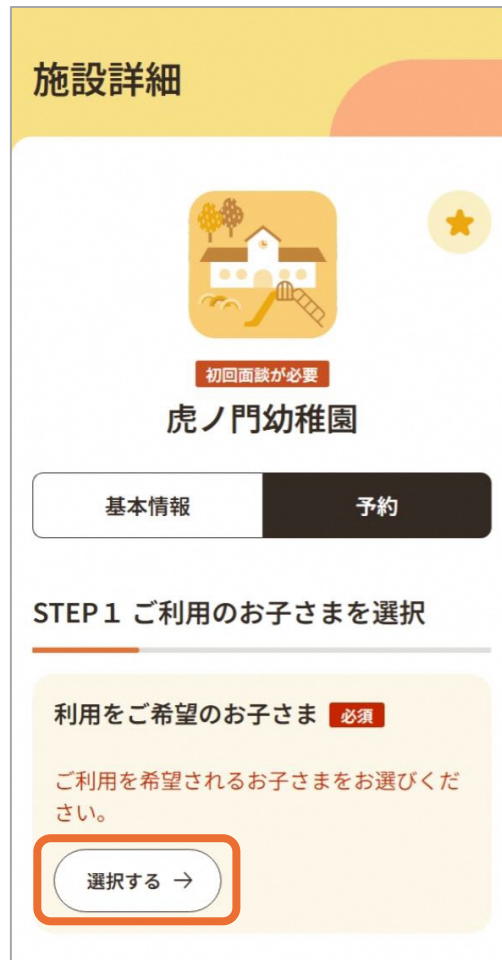 施設詳細
初回面談が必要
虎ノ門幼稚園
基本情報
予約
STEP１ ご利用のお子さまを選択
利用をご希望のお子さま 必須
ご利用を希望されるお子さまをお選びくだ
さい。
選択する →